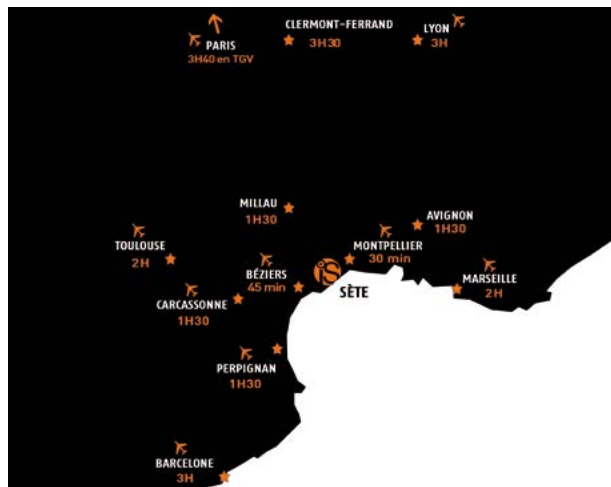 CLERMONT-FERRAND
3H30
LYON
3H
PARIS
3H40 en TGV
MILLAU
1H30
AVIGNON
1H30
TOULOUSE
2H
MONTPELLIER
30 min
BÉZIERS
45 min
MARSEILLE
2H
iS
SÈTE
CARCASSONNE
1H30
PERPIGNAN
1H30
BARCELONE
3H